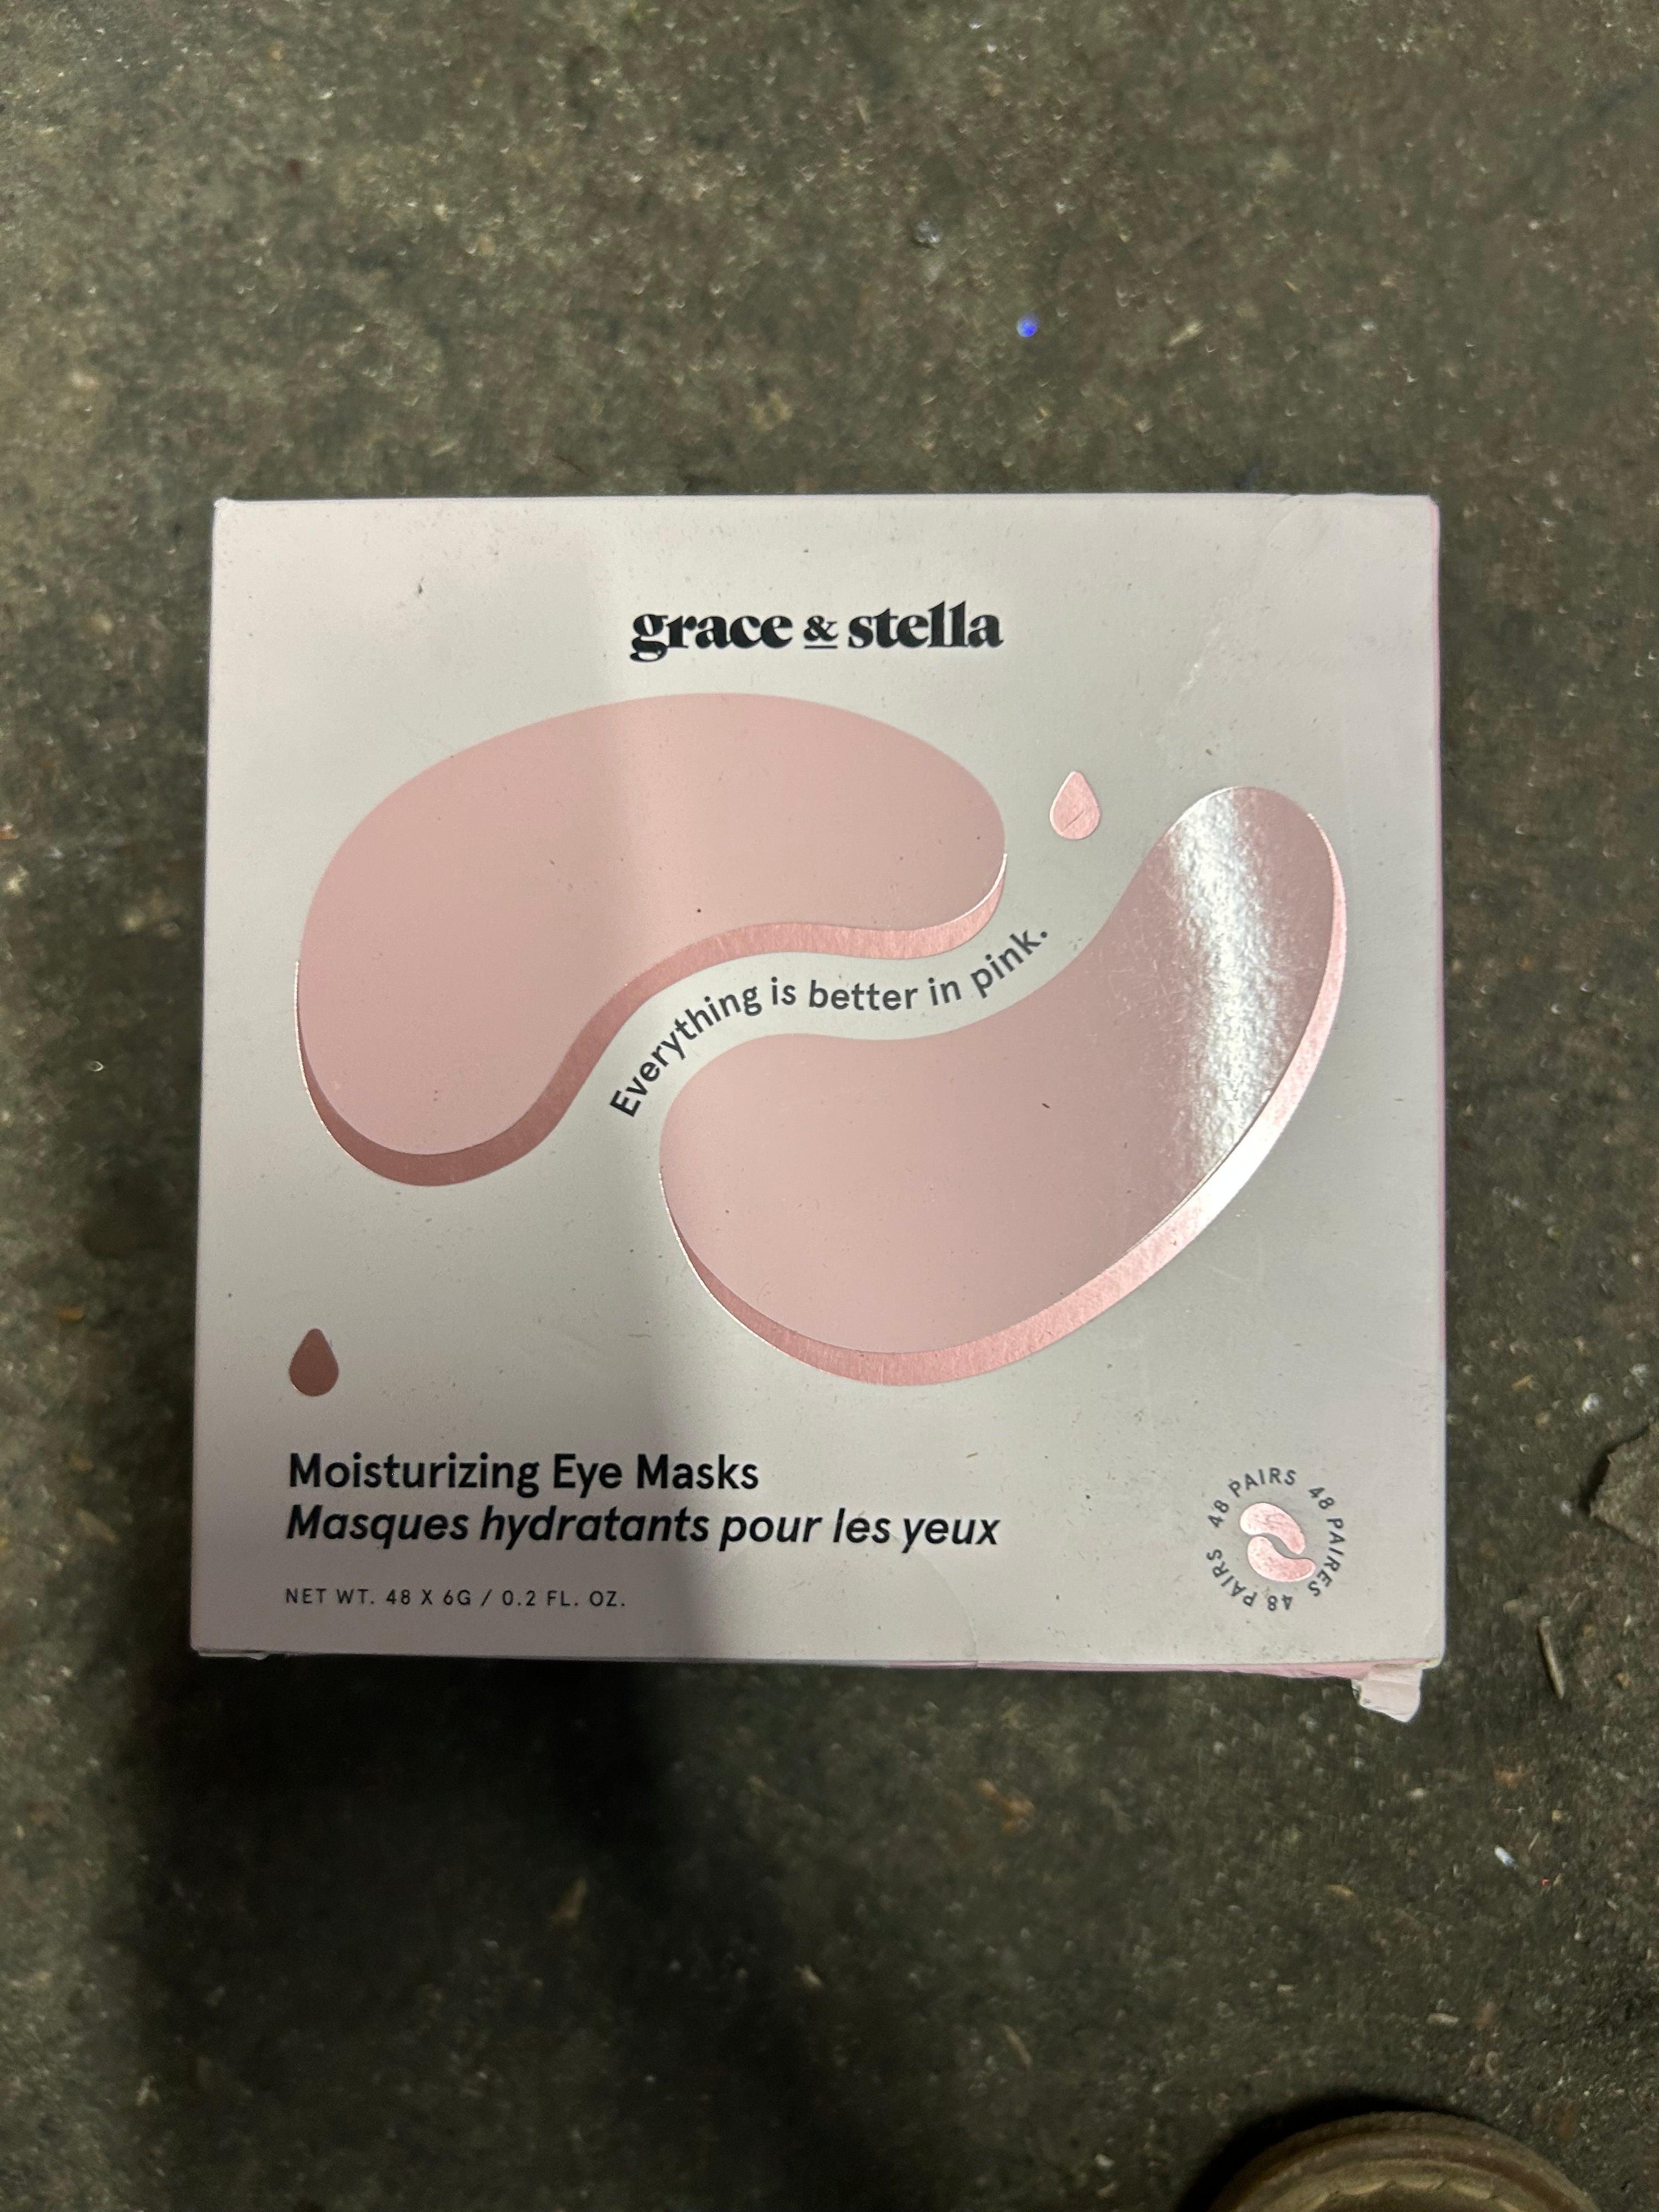 grace & stella
Everything is better in pink.
Moisturizing Eye Masks
Masques hydratants pour les yeux
NET WT. 48 X 6G / 0.2 FL. OZ.
48 PAIRS 48 PAIRES 48 PAIRS